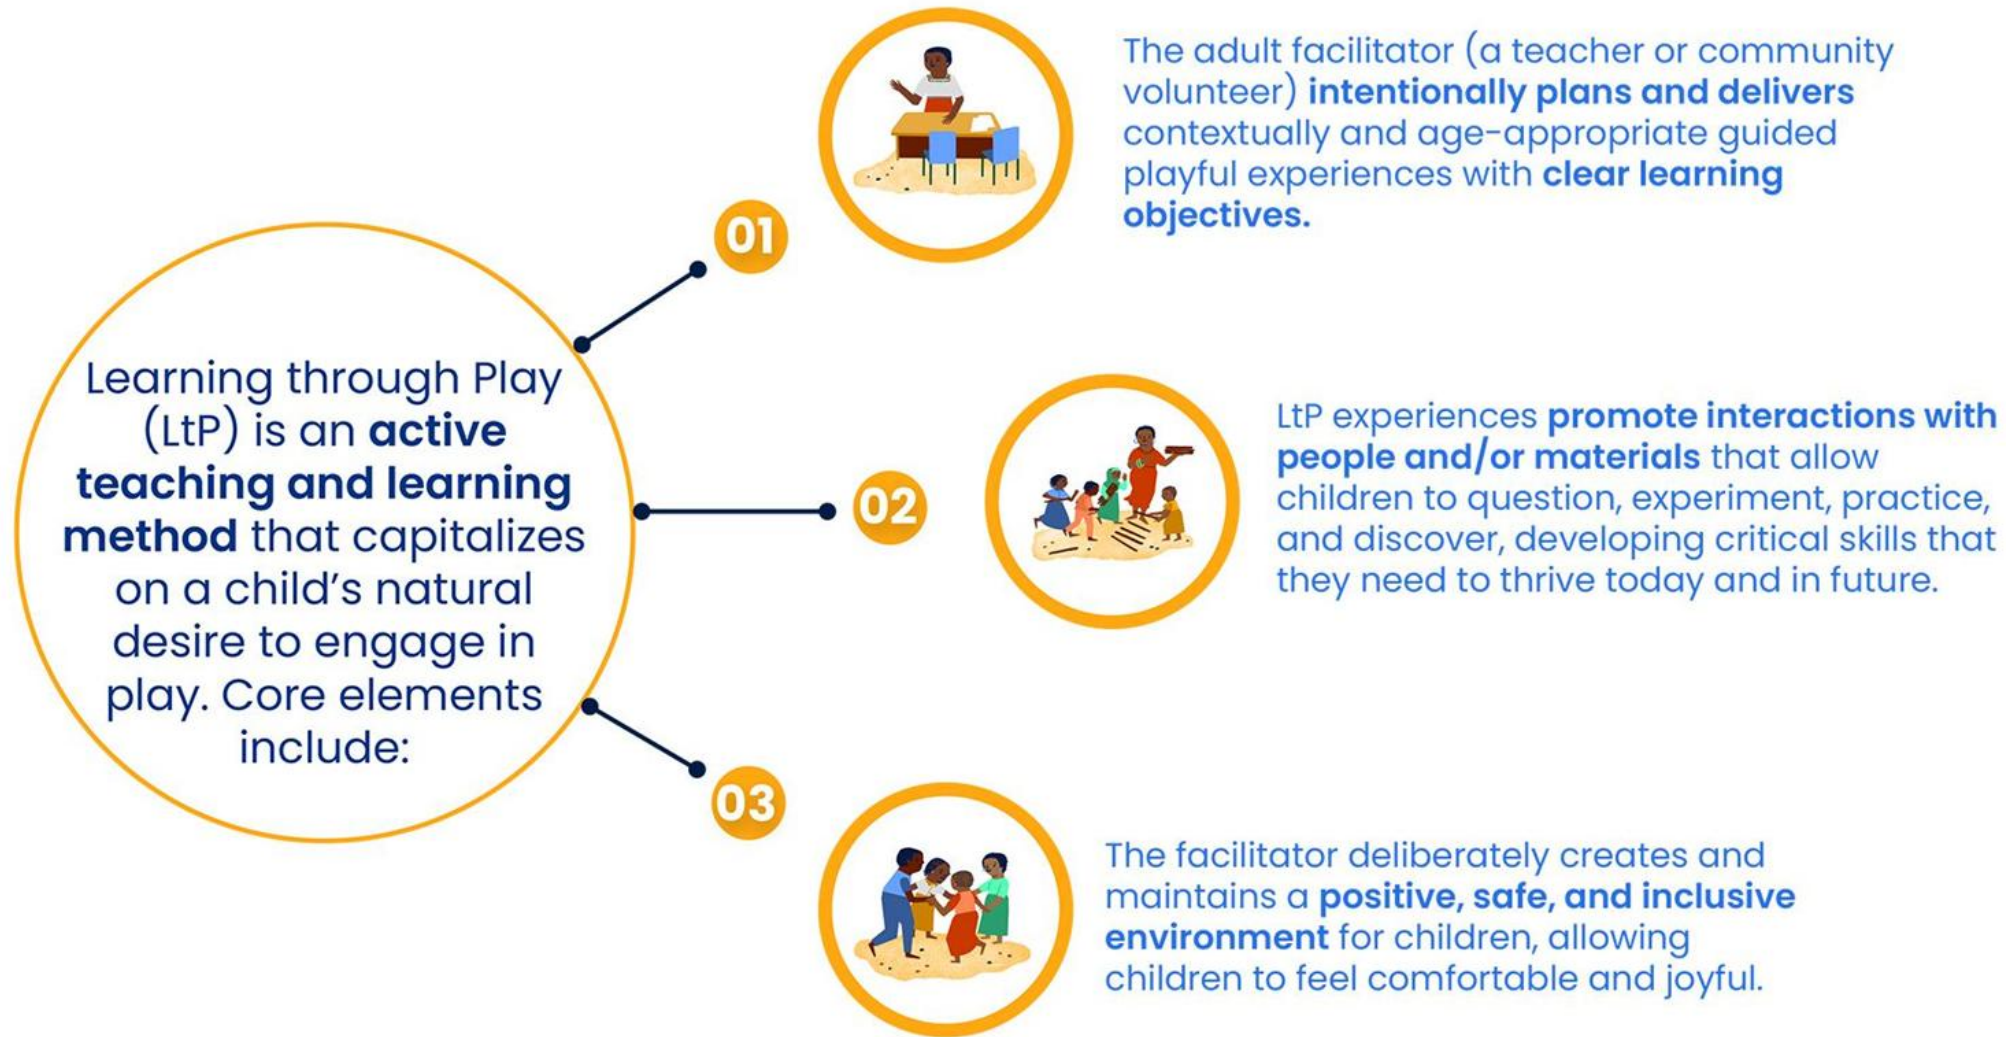 Learning through Play
(LtP) is an active
teaching and learning
method that capitalizes
on a child's natural
desire to engage in
play. Core elements
include:
01
The adult facilitator (a teacher or community
volunteer) intentionally plans and delivers
contextually and age-appropriate guided
playful experiences with clear learning
objectives.
02
LtP experiences promote interactions with
people and/or materials that allow
children to question, experiment, practice,
and discover, developing critical skills that
they need to thrive today and in future.
03
The facilitator deliberately creates and
maintains a positive, safe, and inclusive
environment for children, allowing
children to feel comfortable and joyful.